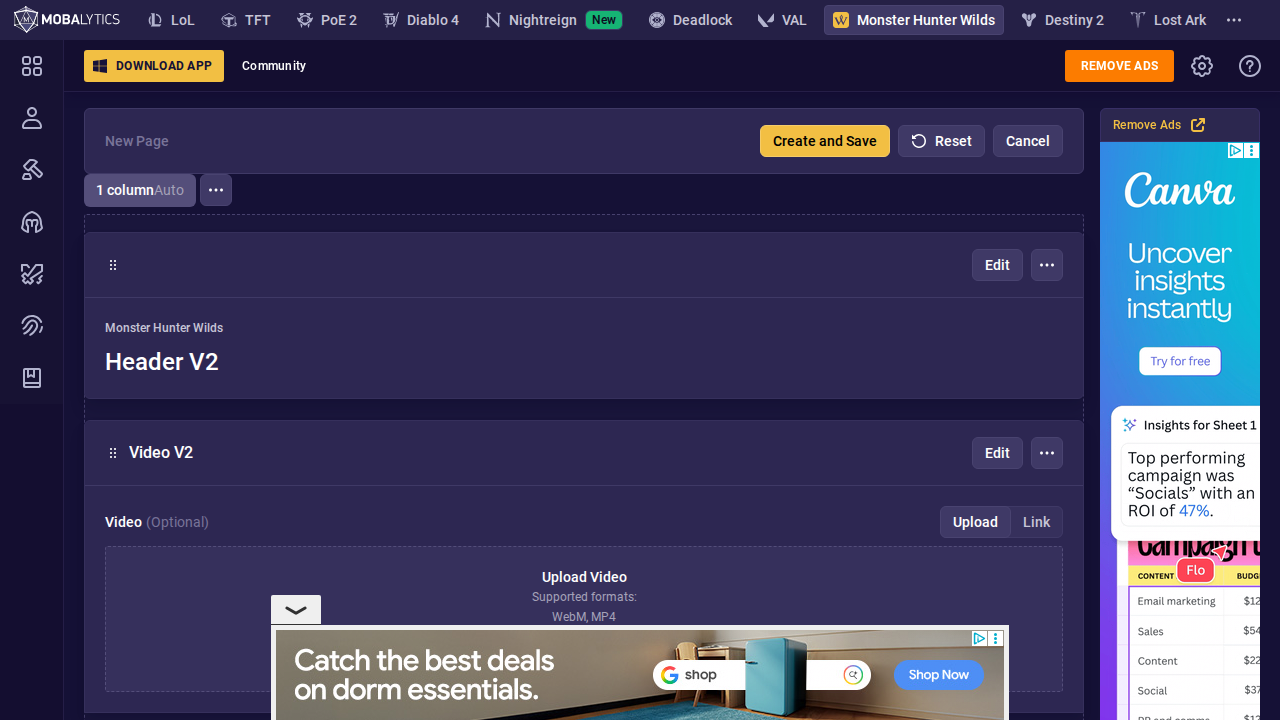 MOBALYTICS
LoL
TFT
PoE 2
Diablo 4
Nightreign New
Deadlock
VAL
Monster Hunter Wilds
Destiny 2
Lost Ark
DOWNLOAD APP
Community
REMOVE ADS
New Page
Create and Save
Reset
Cancel
1 columnAuto
Edit
Monster Hunter Wilds
Header V2
Video V2
Edit
Video (Optional)
Upload
Link
Upload Video
Supported formats:
WebM, MP4
Catch the best deals
on dorm essentials.
shop
Shop Now
Remove Ads
Canva
Uncover
insights
instantly
Try for free
Insights for Sheet 1
Top performing
campaign was
“Socials” with an
ROI of 47%.
Flo
CONTENT
Email marketing $12
Sales $54
Content $22
Social $37